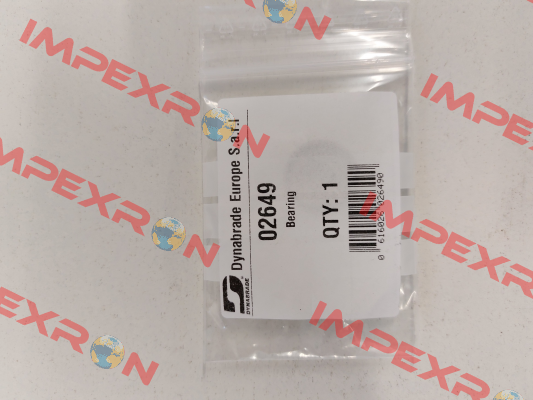 Dynabrade Europe S.a.r.l
DYNABRADE
02649
Bearing
QTY: 1
0 616026 026490
IMPEXRON
IMPEXRON
IMPEXRON
IMPEXRON
IMPEXRON
IMPEXRON
IMPEXRON